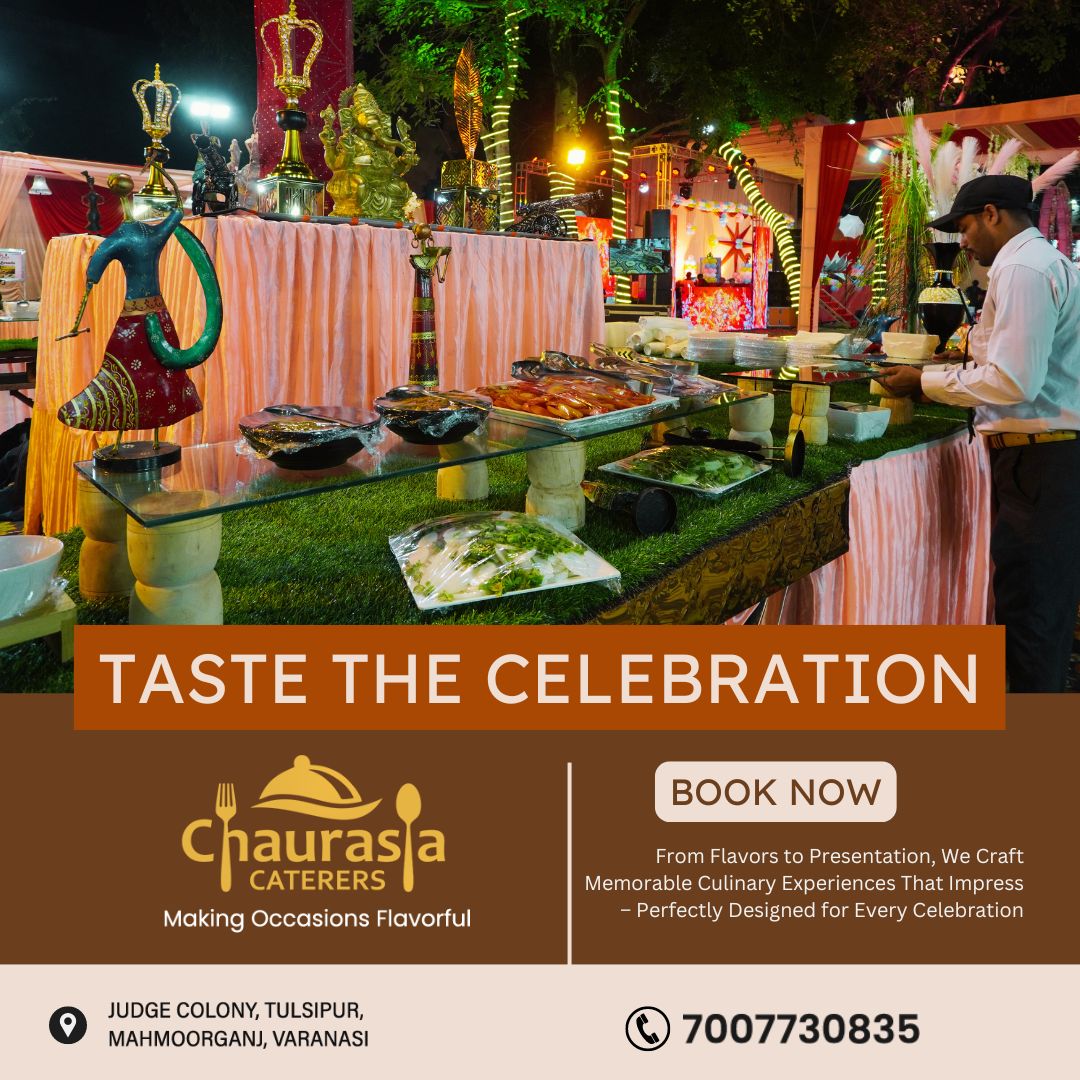 TASTE THE CELEBRATION
Chaurasia
CATERERS
Making Occasions Flavorful
BOOK NOW
From Flavors to Presentation, We Craft
Memorable Culinary Experiences That Impress
– Perfectly Designed for Every Celebration
JUDGE COLONY, TULSIPUR,
MAHMOORGANJ, VARANASI
7007730835